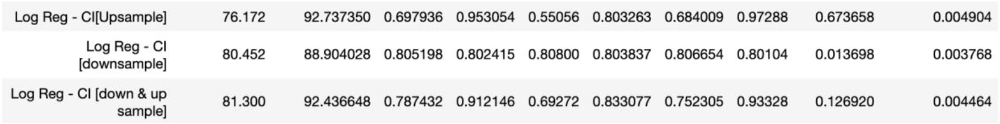 Log Reg - CI[Upsample] 76.172 92.737350 0.697936 0.953054 0.55056 0.803263 0.684009 0.97288 0.673658 0.004904
Log Reg - CI
[downsample] 80.452 88.904028 0.805198 0.802415 0.80800 0.803837 0.806654 0.80104 0.013698 0.003768
Log Reg - CI [down & up
sample] 81.300 92.436648 0.787432 0.912146 0.69272 0.833077 0.752305 0.93328 0.126920 0.004464